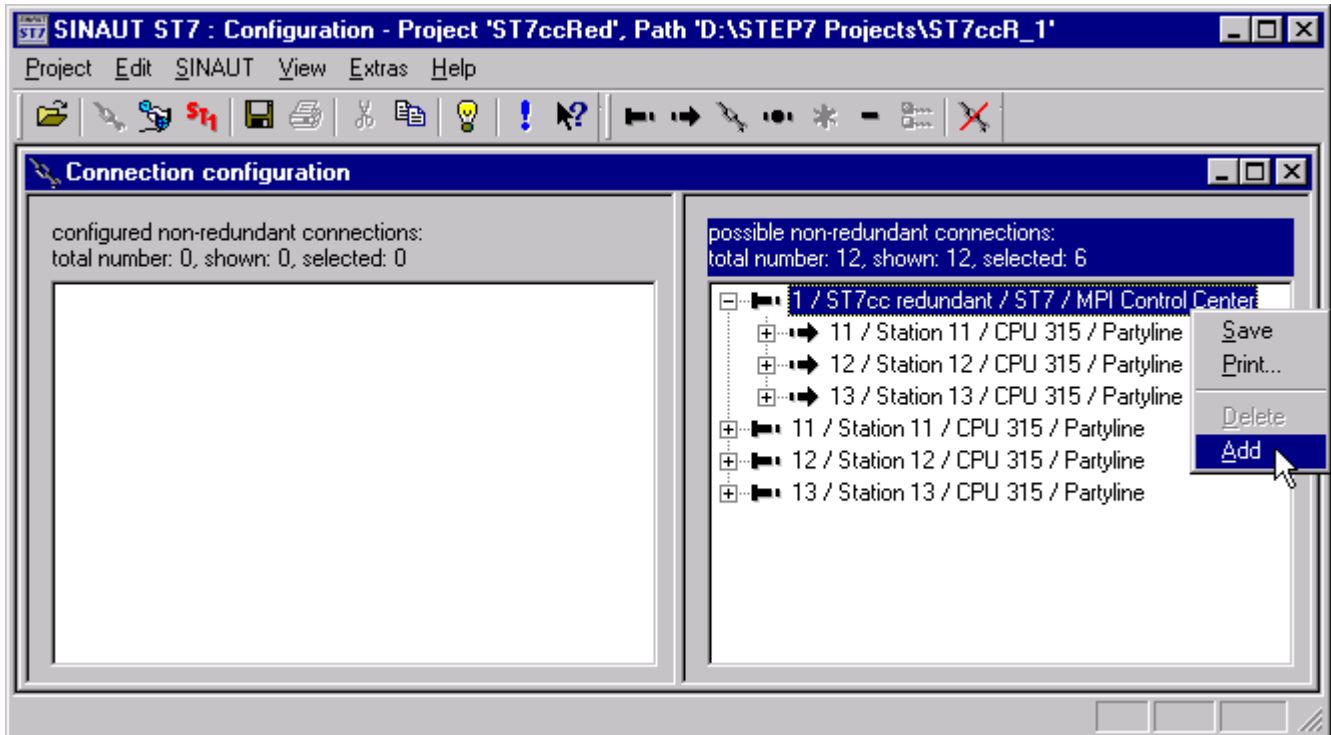 SINAUT ST7 : Configuration - Project 'ST7ccRed', Path 'D:\STEP7 Projects\ST7ccR_1'
Project Edit SINAUT View Extras Help
Connection configuration
configured non-redundant connections:
total number: 0, shown: 0, selected: 0
possible non-redundant connections:
total number: 12, shown: 12, selected: 6
1 / ST7cc redundant / ST7 / MPI Control Center
11 / Station 11 / CPU 315 / Partyline
12 / Station 12 / CPU 315 / Partyline
13 / Station 13 / CPU 315 / Partyline
11 / Station 11 / CPU 315 / Partyline
12 / Station 12 / CPU 315 / Partyline
13 / Station 13 / CPU 315 / Partyline
Save
Print...
Delete
Add